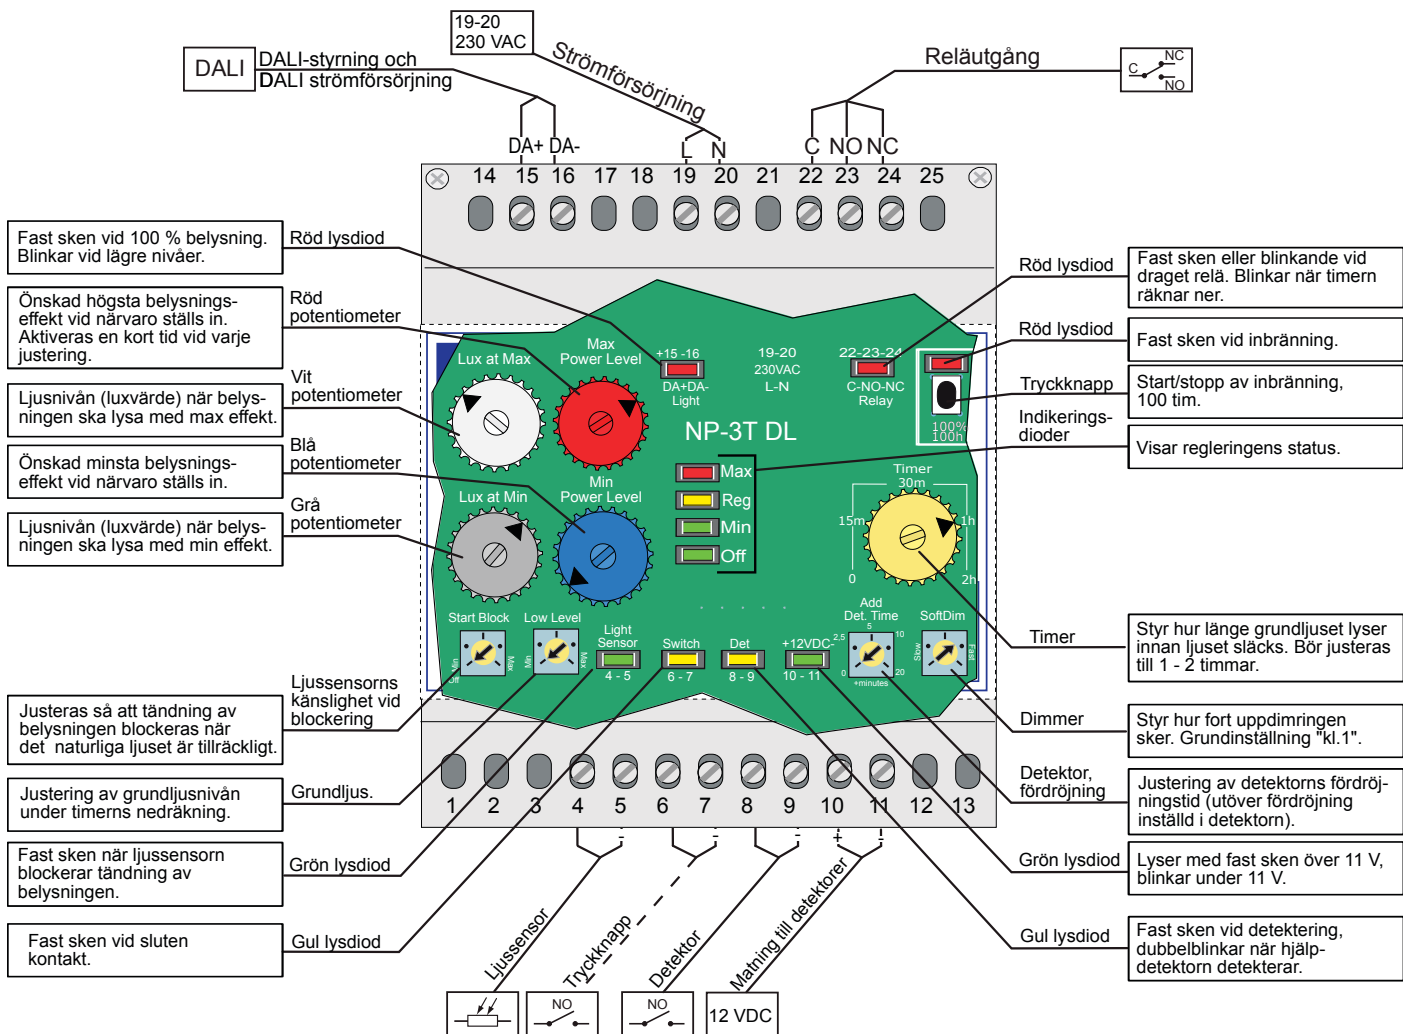 19-20
230 VAC
DALI
DALI-styrning och
DALI strömförsörjning
Strömförsörjning
Reläutgång
C
NC
NO
DA+ DA-
L N
C NO NC
14 15 16 17 18 19 20 21 22 23 24 25
Fast sken vid 100 % belysning.
Blinkar vid lägre nivåer.
Röd lysdiod
Önskad högsta belysnings-
effekt vid närvaro ställs in.
Aktiveras en kort tid vid varje
justering.
Röd
potentiometer
Ljusnivån (luxvärde) när belys-
ningen ska lysa med max effekt.
Vit
potentiometer
Önskad minsta belysnings-
effekt vid närvaro ställs in.
Blå
potentiometer
Ljusnivån (luxvärde) när belys-
ningen ska lysa med min effekt.
Grå
potentiometer
Justeras så att tändning av
belysningen blockeras när
det naturliga ljuset är tillräckligt.
Ljussensorns
känslighet vid
blockering
Justering av grundljusnivån
under timerns nedräkning.
Grundljus.
Fast sken när ljussensorn
blockerar tändning av
belysningen.
Grön lysdiod
Fast sken vid sluten
kontakt.
Gul lysdiod
Lux at Max
Max
Power Level
+15 -16
DA+DA-
Light
19-20
230VAC
L-N
22-23-24
C-NO-NC
Relay
100%
100h
NP-3T DL
Max
Reg
Min
Off
Lux at Min
Min
Power Level
Timer
30m
15m
1h
0
2h
Start Block
Min
Off
Max
Low Level
Min
Max
Light
Sensor
4 - 5
Switch
6 - 7
Det
8 - 9
+12VDC-
10 - 11
Add
Det. Time
5
2,5
10
0
20
+minutes
SoftDim
Slow
Fast
Röd lysdiod
Fast sken eller blinkande vid
draget relä. Blinkar när timern
räknar ner.
Röd lysdiod
Fast sken vid inbränning.
Tryckknapp
Start/stopp av inbränning,
100 tim.
Indikerings-
dioder
Visar regleringens status.
Timer
Styr hur länge grundljuset lyser
innan ljuset släcks. Bör justeras
till 1 - 2 timmar.
Dimmer
Styr hur fort uppdimringen
sker. Grundinställning "kl.1".
Detektor,
fördröjning
Justering av detektorns fördröj-
ningstid (utöver fördröjning
inställd i detektorn).
Grön lysdiod
Lyser med fast sken över 11 V,
blinkar under 11 V.
Gul lysdiod
Fast sken vid detektering,
dubbelblinkar när hjälp-
detektorn detekterar.
1 2 3 4 5 6 7 8 9 10 11 12 13
- - - + -
Ljussensor
Tryckknapp
Detektor
Matning till detektorer
NO
NO
12 VDC